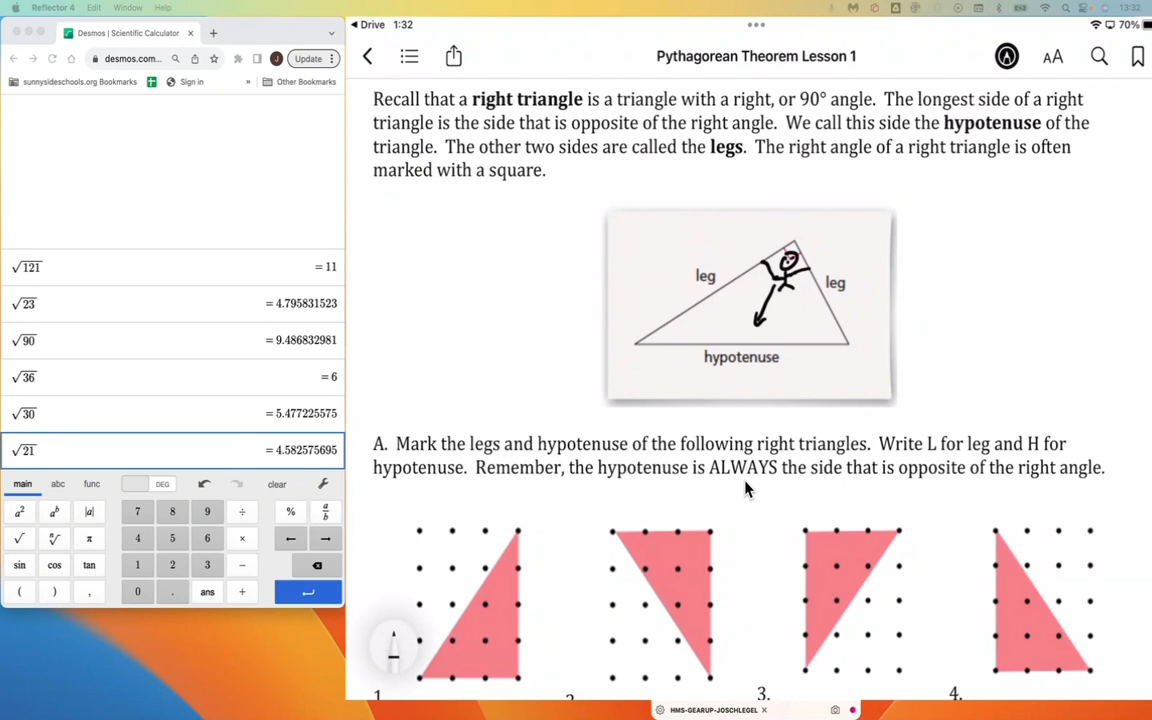 Reflector 4 Edit Window Help 13:32
Desmos | Scientific Calculator
desmos.com... J Update
sunnysideschools.org Bookmarks Sign in » Other Bookmarks
√121 = 11
√23 = 4.795831523
√90 = 9.486832981
√36 = 6
√30 = 5.477225575
√21 = 4.582575695
main abc func DEG clear
a² aᵇ |a| 7 8 9 ÷ % a/b
√ ⁿ√ π 4 5 6 × ← →
sin cos tan 1 2 3 −
( ) , 0 . ans +
Drive 1:32 70%
Pythagorean Theorem Lesson 1 AA
Recall that a right triangle is a triangle with a right, or 90° angle. The longest side of a right
triangle is the side that is opposite of the right angle. We call this side the hypotenuse of the
triangle. The other two sides are called the legs. The right angle of a right triangle is often
marked with a square.
leg leg
hypotenuse
A. Mark the legs and hypotenuse of the following right triangles. Write L for leg and H for
hypotenuse. Remember, the hypotenuse is ALWAYS the side that is opposite of the right angle.
1. 2. 3. 4.
HMS-GEARUP-JOSCHLEGEL